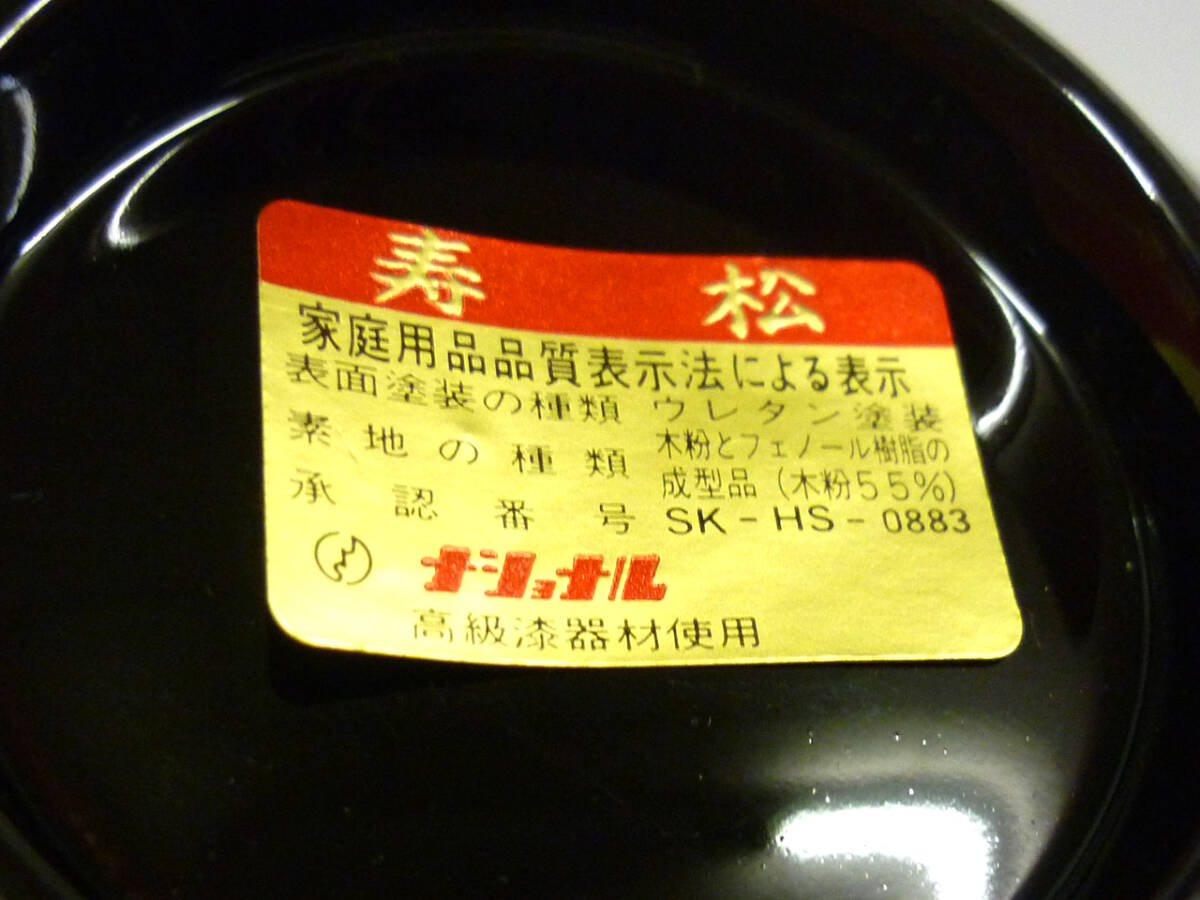 寿 松
家庭用品品質表示法による表示
表面塗装の種類 ウレタン塗装
素地の種類 木粉とフェノール樹脂の
成型品（木粉55%）
承認番号 SK-HS-0883
ナショナル
高級漆器材使用